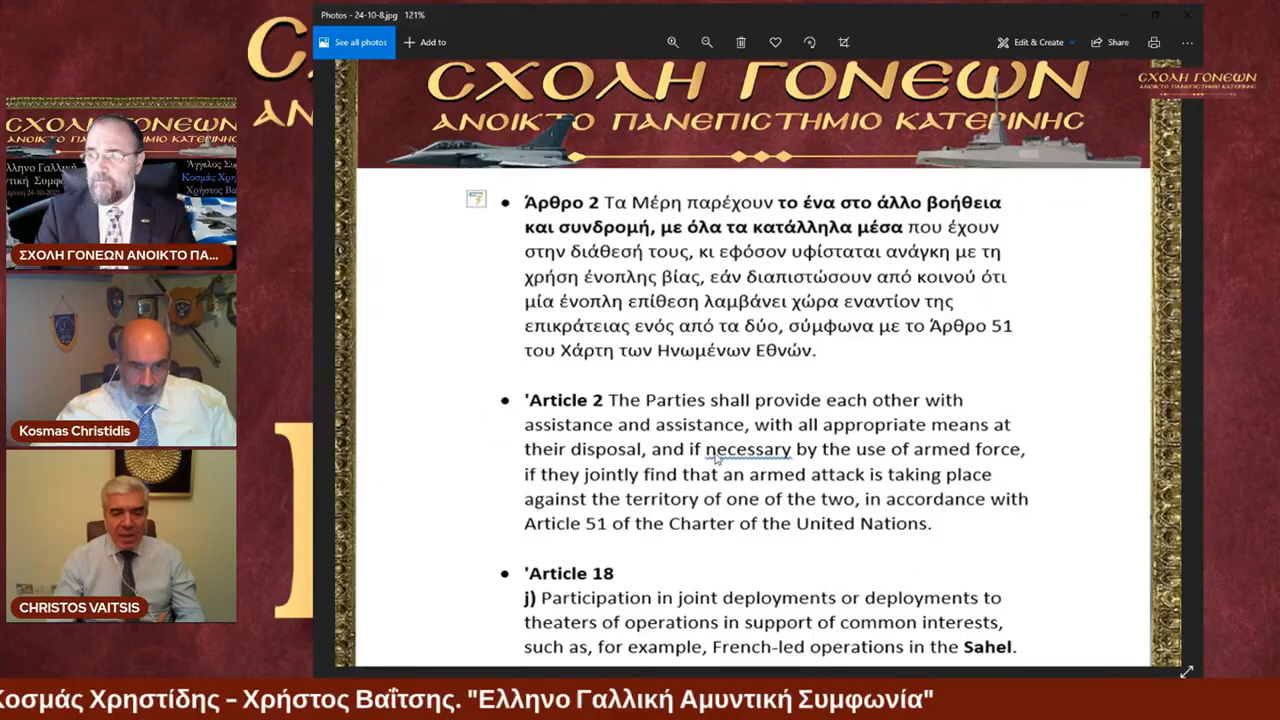 Photos - 24-10-8.jpg 121%
See all photos
Add to
Edit & Create
Share
ΣΧΟΛΗ ΓΟΝΕΩΝ
ΑΝΟΙΚΤΟ ΠΑΝΕΠΙΣΤΗΜΙΟ ΚΑΤΕΡΙΝΗΣ
ΣΧΟΛΗ ΓΟΝΕΩΝ
ΑΝΟΙΚΤΟ ΠΑΝΕΠΙΣΤΗΜΙΟ ΚΑΤΕΡΙΝΗΣ
ΣΧΟΛΗ ΓΟΝΕΩΝ ΑΝΟΙΚΤΟ ΠΑ...
Kosmas Christidis
CHRISTOS VAITSIS
• Άρθρο 2 Τα Μέρη παρέχουν το ένα στο άλλο βοήθεια
και συνδρομή, με όλα τα κατάλληλα μέσα που έχουν
στην διάθεσή τους, κι εφόσον υφίσταται ανάγκη με τη
χρήση ένοπλης βίας, εάν διαπιστώσουν από κοινού ότι
μία ένοπλη επίθεση λαμβάνει χώρα εναντίον της
επικράτειας ενός από τα δύο, σύμφωνα με το Άρθρο 51
του Χάρτη των Ηνωμένων Εθνών.
• 'Article 2 The Parties shall provide each other with
assistance and assistance, with all appropriate means at
their disposal, and if necessary by the use of armed force,
if they jointly find that an armed attack is taking place
against the territory of one of the two, in accordance with
Article 51 of the Charter of the United Nations.
• 'Article 18
j) Participation in joint deployments or deployments to
theaters of operations in support of common interests,
such as, for example, French-led operations in the Sahel.
Κοσμάς Χρηστίδης – Χρήστος Βαΐτσης. "Ελληνο Γαλλική Αμυντική Συμφωνία"